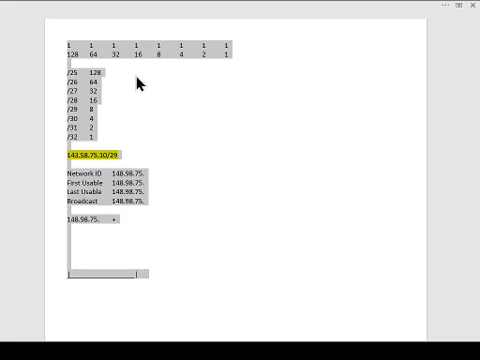 1 1 1 1 1 1 1 1
128 64 32 16 8 4 2 1
/25 128
/26 64
/27 32
/28 16
/29 8
/30 4
/31 2
/32 1
143.58.75.10/29
Network ID 148.98.75.
First Usable 148.98.75.
Last Usable 148.98.75.
Broadcast 148.98.75.
148.98.75. +